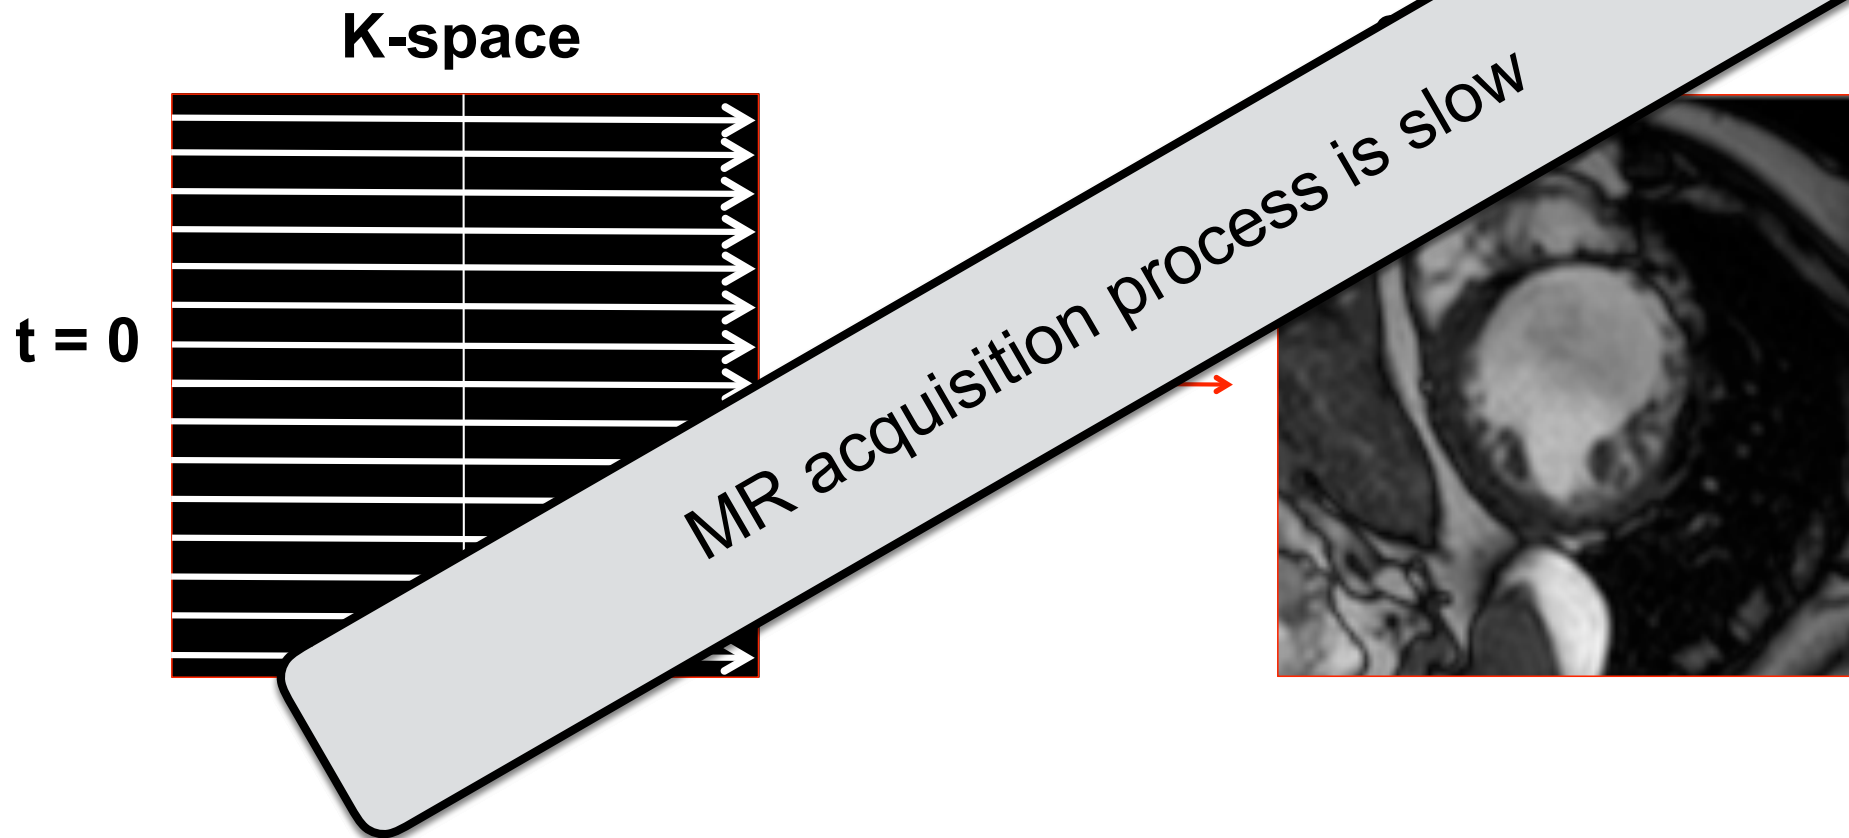 K-space
MR acquisition process is slow
t = 0